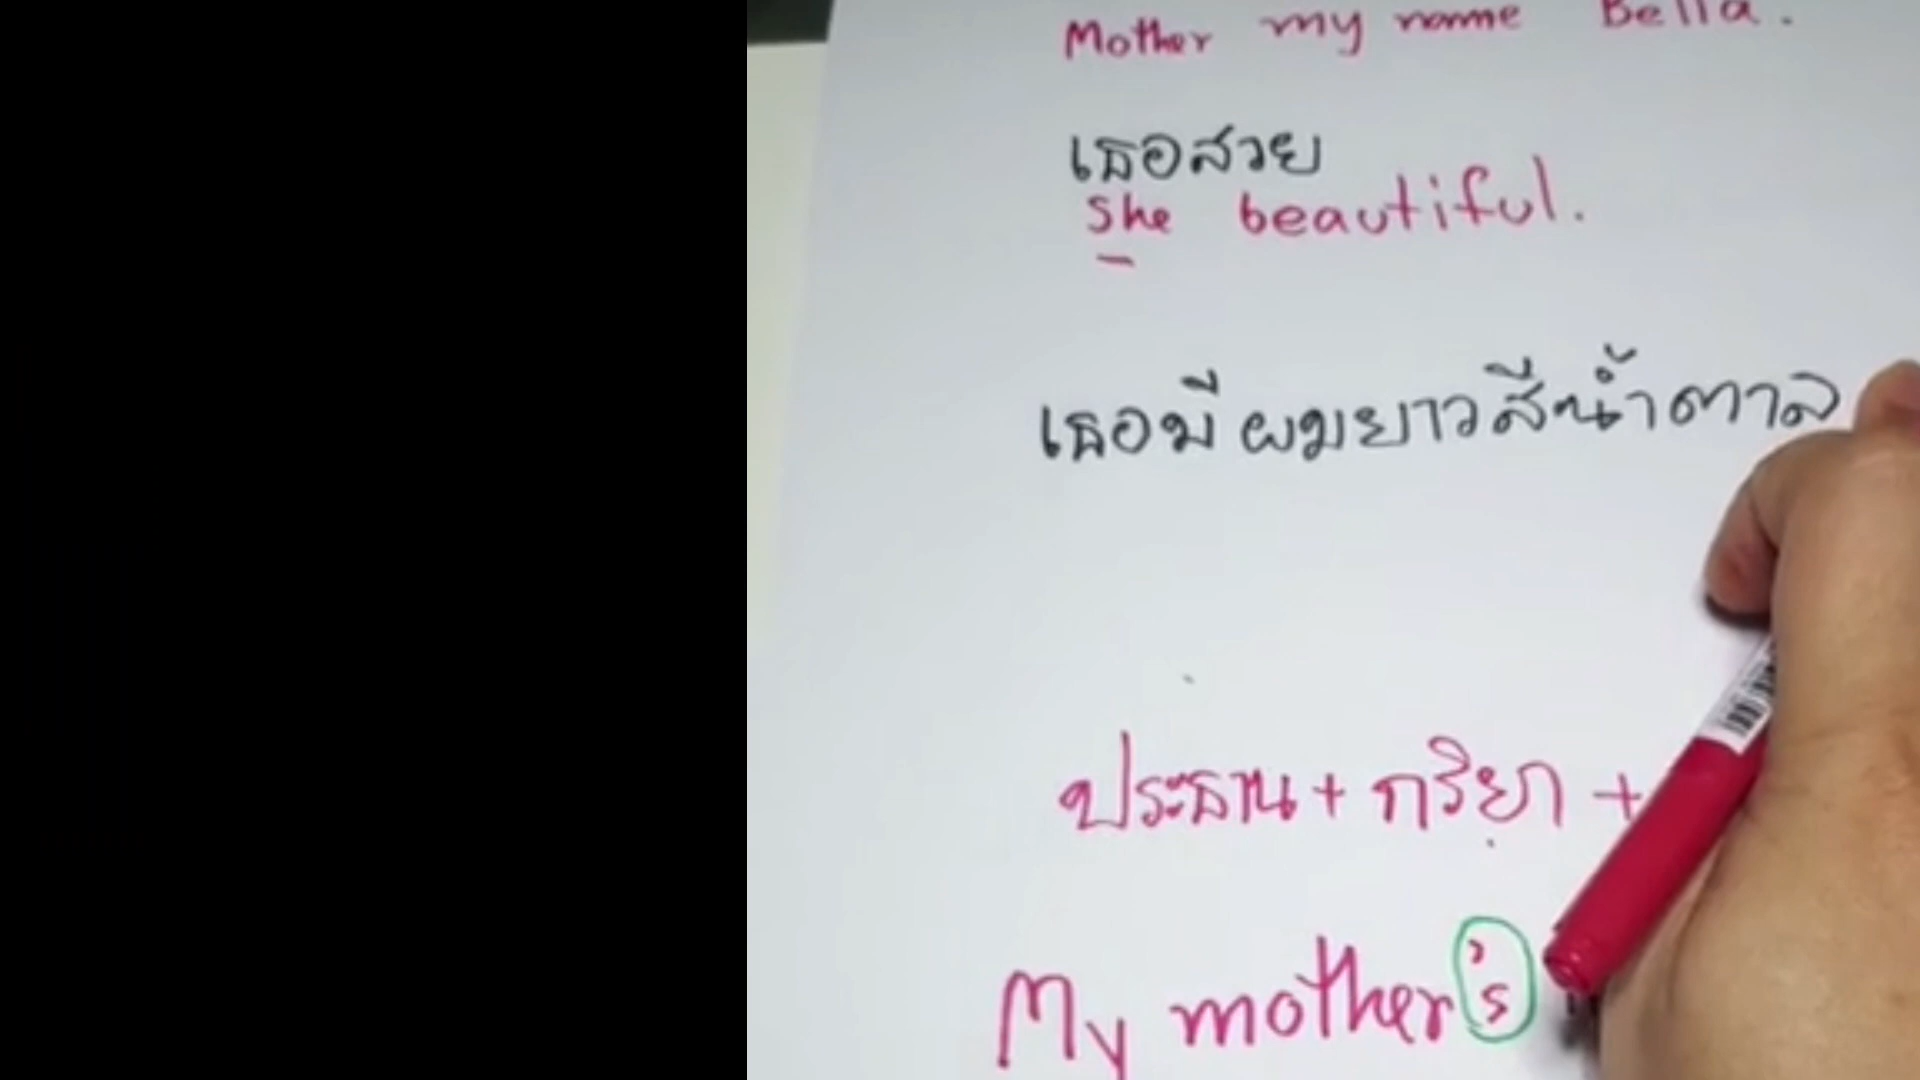 Mother my name Bella.
เธอสวย
She beautiful.
เธอมี ผมยาวสีน้ำตาล
ประธาน + กริยา +
My mother's